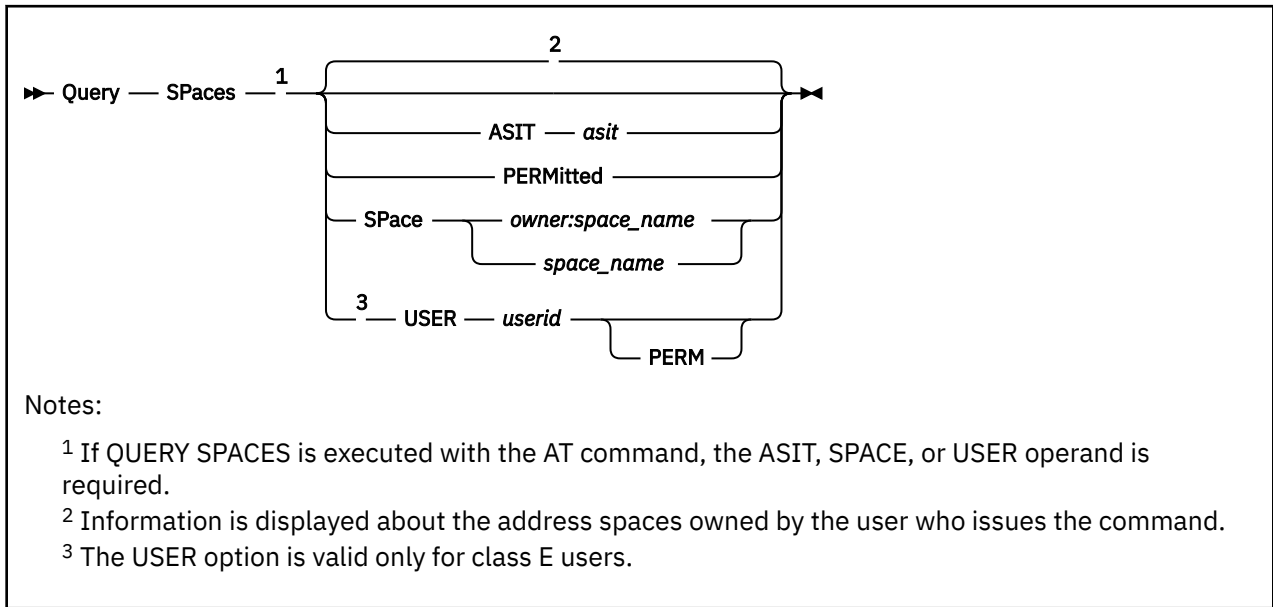 2
Query SPaces 1
ASIT asit
PERMitted
SPace owner:space_name
space_name
3 USER userid
PERM
Notes:
1 If QUERY SPACES is executed with the AT command, the ASIT, SPACE, or USER operand is
required.
2 Information is displayed about the address spaces owned by the user who issues the command.
3 The USER option is valid only for class E users.